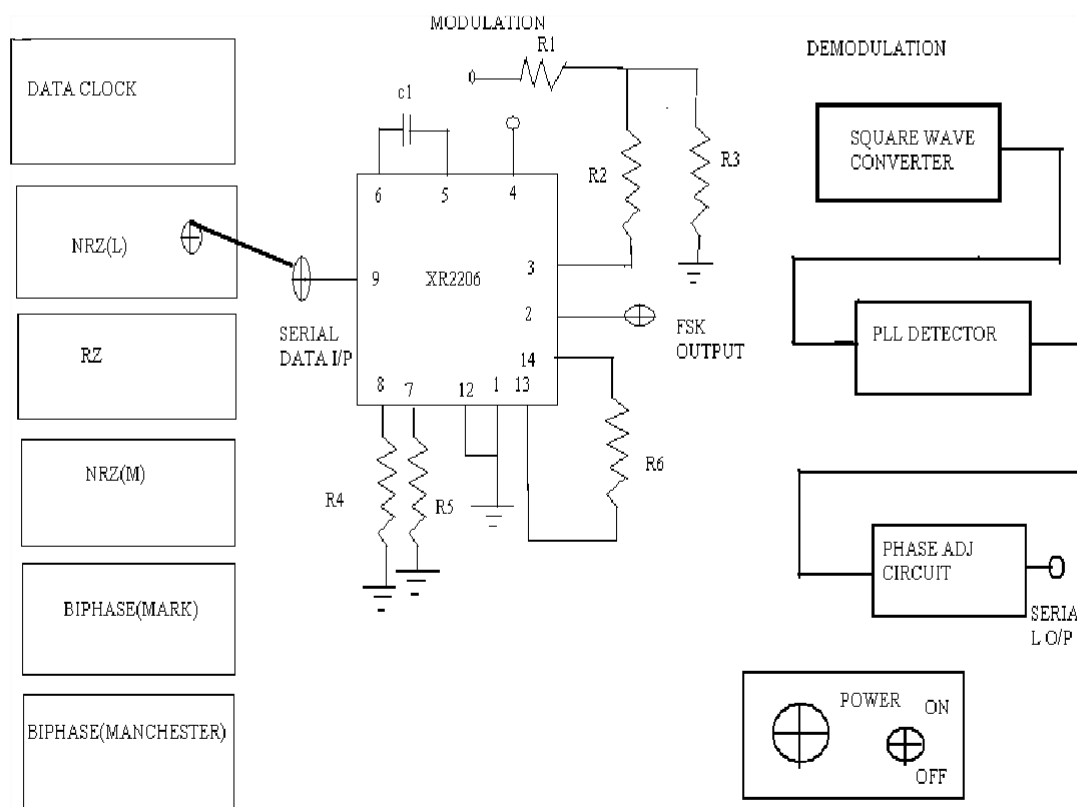 MODULATION
DATA CLOCK
NRZ(L)
RZ
NRZ(M)
BIPHASE(MARK)
BIPHASE(MANCHESTER)
R1
0
c1
R2
R3
6
5
4
9
XR2206
3
2
14
8
7
12
1
13
SERIAL
DATA I/P
FSK
OUTPUT
R4
R5
R6
DEMODULATION
SQUARE WAVE
CONVERTER
PLL DETECTOR
PHASE ADJ
CIRCUIT
SERIA
L O/P
POWER
ON
OFF